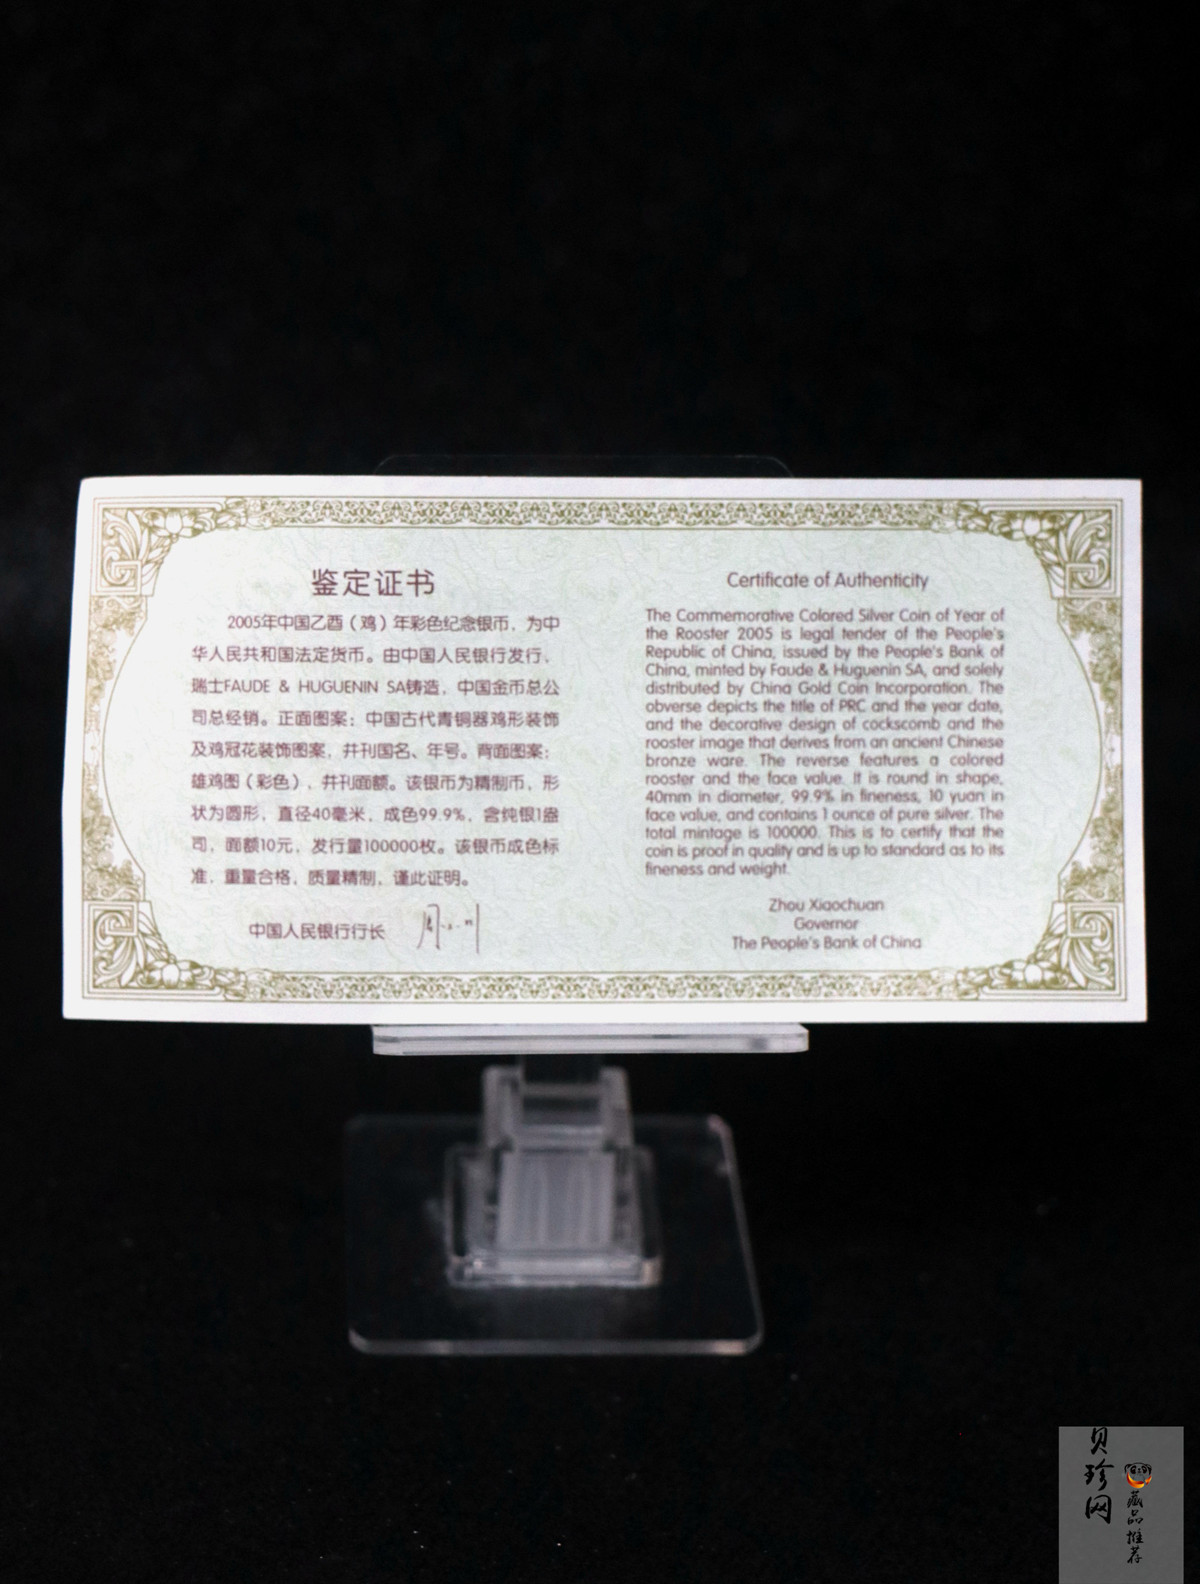 鉴定证书
2005年中国乙酉（鸡）年彩色纪念银币，为中
华人民共和国法定货币。由中国人民银行发行，
瑞士FAUDE & HUGUENIN SA铸造，中国金币总公
司总经销。正面图案：中国古代青铜器鸡形装饰
及鸡冠花装饰图案，并刊国名、年号。背面图案：
雄鸡图（彩色），并刊面额。该银币为精制币，形
状为圆形，直径40毫米，成色99.9%，含纯银1盎
司，面额10元，发行量100000枚。该银币成色标
准，重量合格，质量精制，谨此证明。
中国人民银行行长
Certificate of Authenticity
The Commemorative Colored Silver Coin of Year of
the Rooster 2005 is legal tender of the People's
Republic of China, issued by the People's Bank of
China, minted by Faude & Huguenin SA, and solely
distributed by China Gold Coin Incorporation. The
obverse depicts the title of PRC and the year date,
and the decorative design of cockscomb and the
rooster image that derives from an ancient Chinese
bronze ware. The reverse features a colored
rooster and the face value. It is round in shape,
40mm in diameter, 99.9% in fineness, 10 yuan in
face value, and contains 1 ounce of pure silver. The
total mintage is 100000. This is to certify that the
coin is proof in quality and is up to standard as to its
fineness and weight.
Zhou Xiaochuan
Governor
The People's Bank of China
贝珍网
藏品推荐